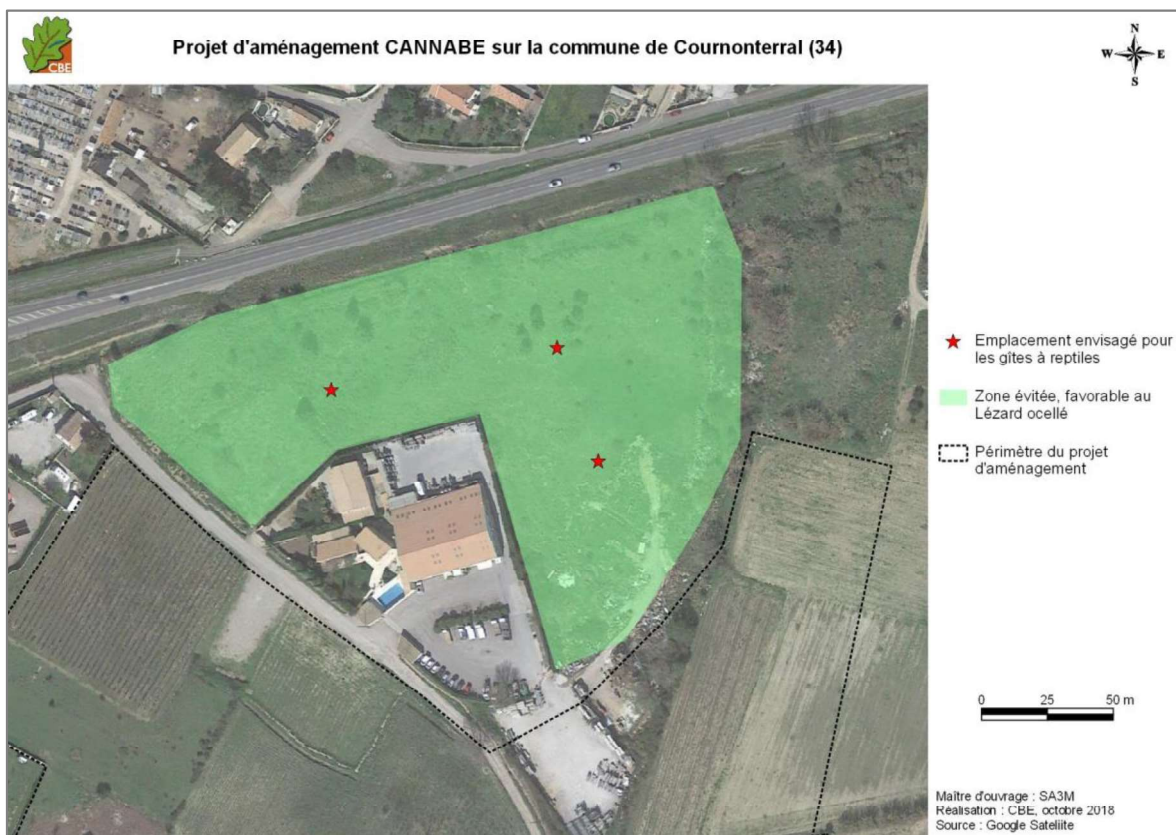 CBE
Projet d'aménagement CANNABE sur la commune de Cournonterral (34)
N
W E
S
Emplacement envisagé pour
les gîtes à reptiles
Zone évitée, favorable au
Lézard ocellé
Périmètre du projet
d'aménagement
0 25 50 m
Maître d'ouvrage : SA3M
Réalisation : CBE, octobre 2018
Source : Google Sateliite